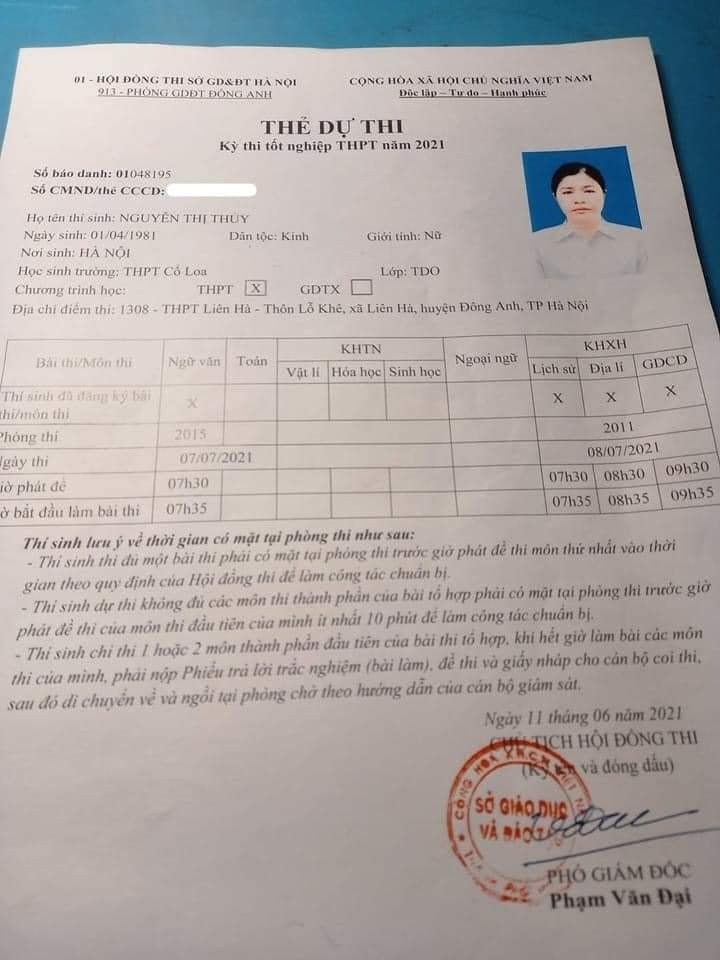 01 - HỘI ĐỒNG THI SỞ GD&ĐT HÀ NỘI
913 - PHÒNG GDĐT ĐÔNG ANH
CỘNG HÒA XÃ HỘI CHỦ NGHĨA VIỆT NAM
Độc lập – Tự do – Hạnh phúc
THẺ DỰ THI
Kỳ thi tốt nghiệp THPT năm 2021
Số báo danh: 01048195
Số CMND/thẻ CCCD:
Họ tên thí sinh: NGUYỄN THỊ THỦY
Ngày sinh: 01/04/1981 Dân tộc: Kinh Giới tính: Nữ
Nơi sinh: HÀ NỘI
Học sinh trường: THPT Cổ Loa Lớp: TDO
Chương trình học: THPT X GDTX
Địa chỉ điểm thi: 1308 - THPT Liên Hà - Thôn Lỗ Khê, xã Liên Hà, huyện Đông Anh, TP Hà Nội
Bài thi/Môn thi Ngữ văn Toán KHTN Ngoại ngữ KHXH
Vật lí Hóa học Sinh học Lịch sử Địa lí GDCD
Thí sinh đã đăng ký bài thi/môn thi X X X X
Phòng thi 2015 2011
Ngày thi 07/07/2021 08/07/2021
iờ phát đề 07h30 07h30 08h30 09h30
ờ bắt đầu làm bài thi 07h35 07h35 08h35 09h35
Thí sinh lưu ý về thời gian có mặt tại phòng thi như sau:
- Thí sinh thi đủ một bài thi phải có mặt tại phòng thi trước giờ phát đề thi môn thứ nhất vào thời
gian theo quy định của Hội đồng thi để làm công tác chuẩn bị.
- Thí sinh dự thi không đủ các môn thi thành phần của bài tổ hợp phải có mặt tại phòng thi trước giờ
phát đề thi của môn thi đầu tiên của mình ít nhất 10 phút để làm công tác chuẩn bị.
- Thí sinh chỉ thi 1 hoặc 2 môn thành phần đầu tiên của bài thi tổ hợp, khi hết giờ làm bài các môn
thi của mình, phải nộp Phiếu trả lời trắc nghiệm (bài làm), đề thi và giấy nháp cho cán bộ coi thi,
sau đó di chuyển về và ngồi tại phòng chờ theo hướng dẫn của cán bộ giám sát.
Ngày 11 tháng 06 năm 2021
CHỦ TỊCH HỘI ĐỒNG THI
(Ký tên và đóng dấu)
SỞ GIÁO DỤC
VÀ ĐÀO TẠO
PHÓ GIÁM ĐỐC
Phạm Văn Đại